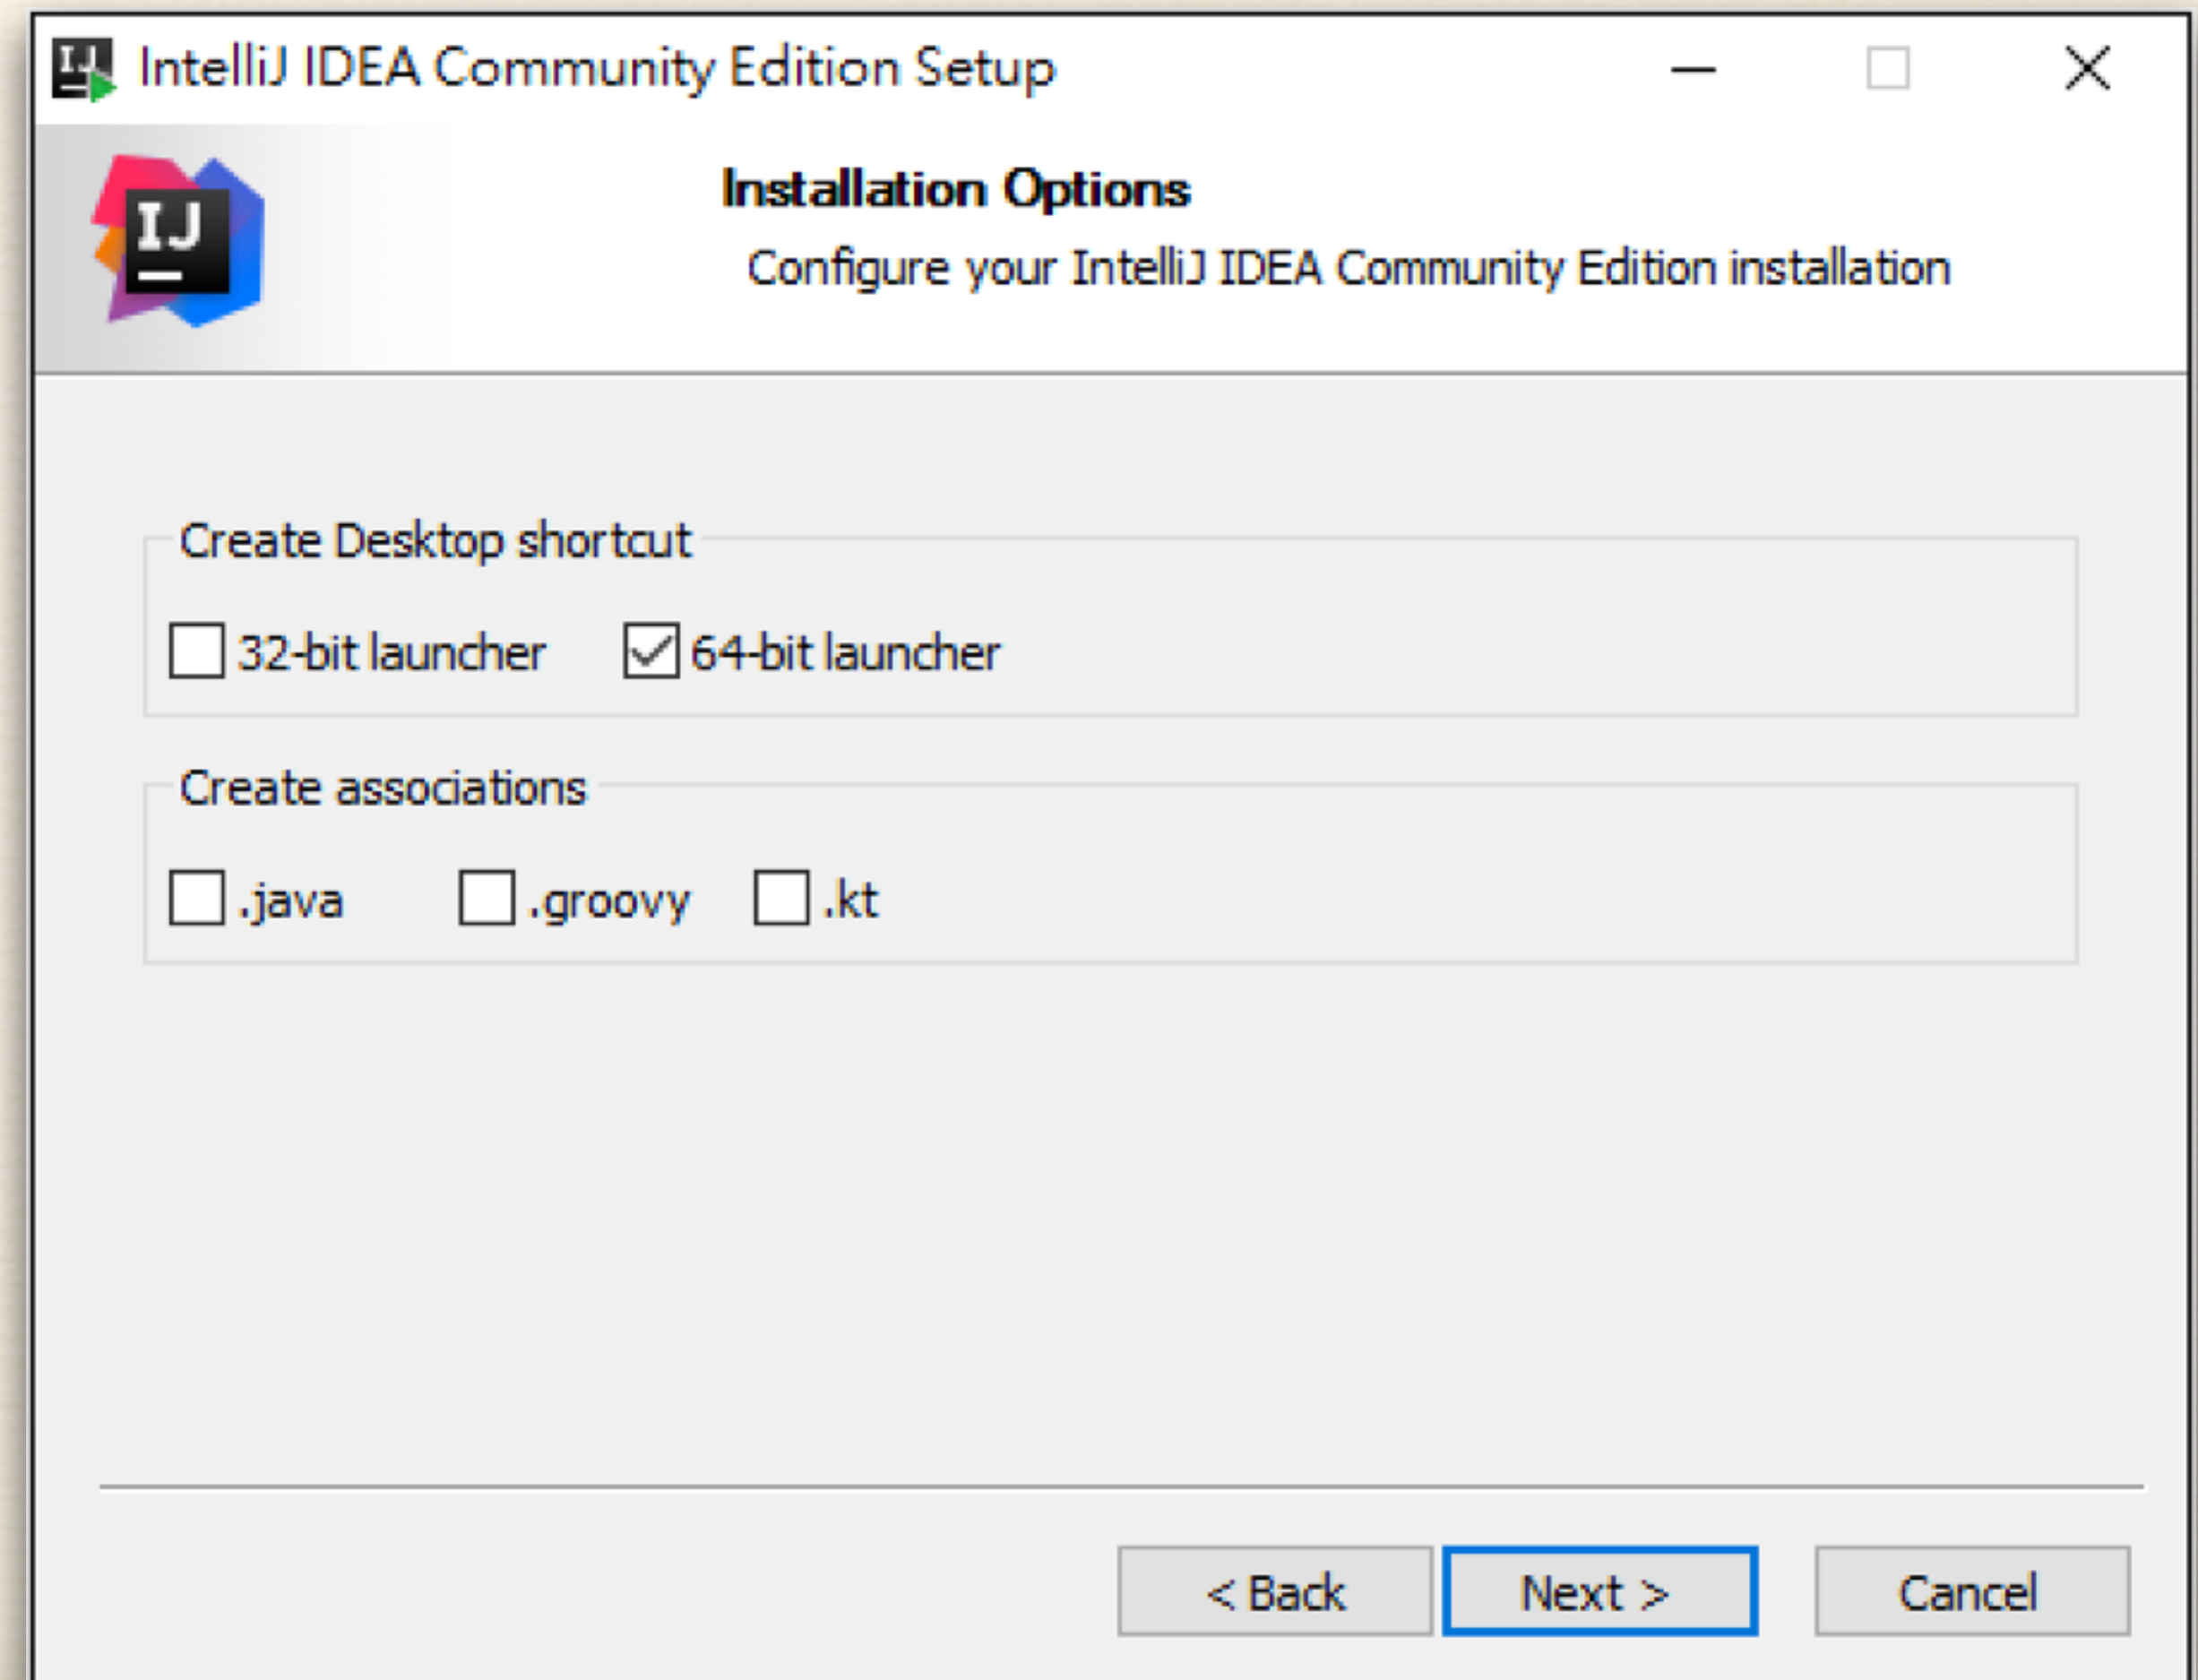 IntelliJ IDEA Community Edition Setup
IJ
Installation Options
Configure your IntelliJ IDEA Community Edition installation
Create Desktop shortcut
32-bit launcher 64-bit launcher
Create associations
.java .groovy .kt
< Back Next > Cancel